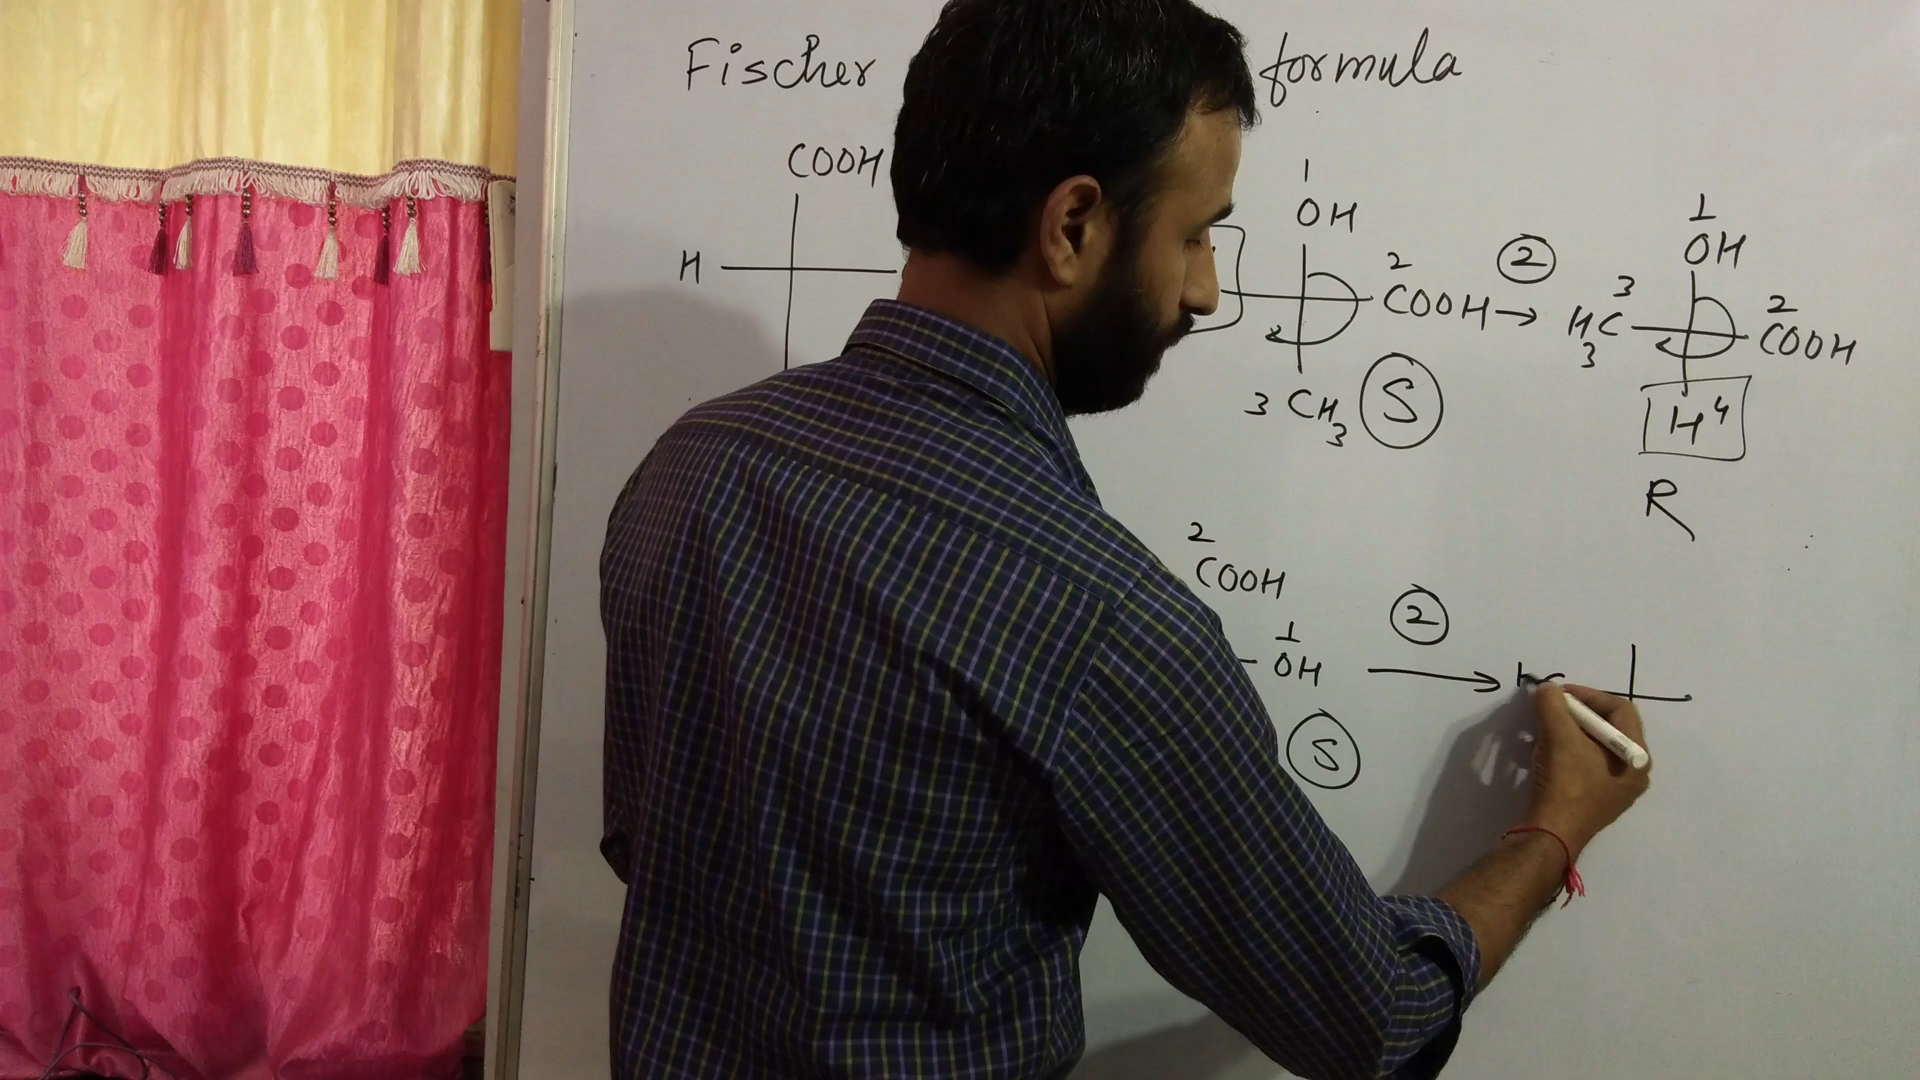 Fischer formula
COOH
H
1
OH
2
COOH → ②
3 CH3
S
1
OH
3
H3C
2
COOH
H4
R
2
COOH
1
OH
②
→
S